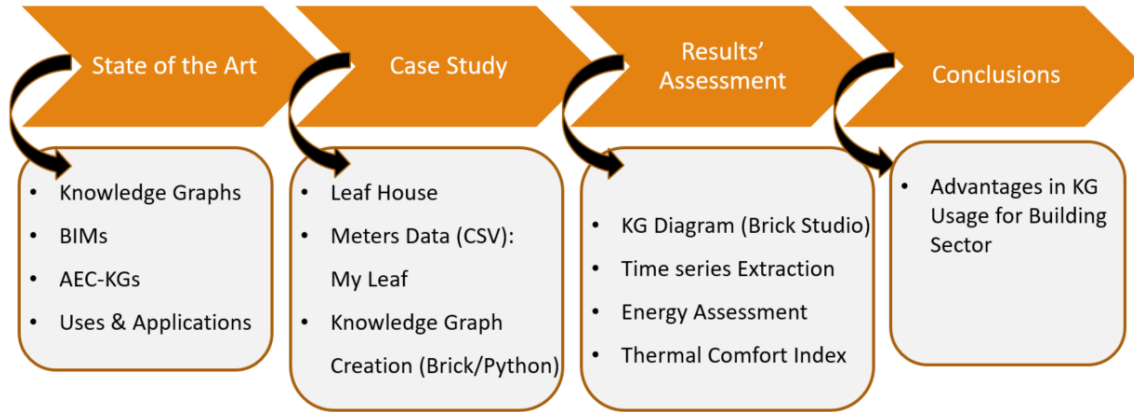 State of the Art
• Knowledge Graphs
• BIMs
• AEC-KGs
• Uses & Applications
Case Study
• Leaf House
• Meters Data (CSV):
My Leaf
• Knowledge Graph
Creation (Brick/Python)
Results’
Assessment
• KG Diagram (Brick Studio)
• Time series Extraction
• Energy Assessment
• Thermal Comfort Index
Conclusions
• Advantages in KG
Usage for Building
Sector